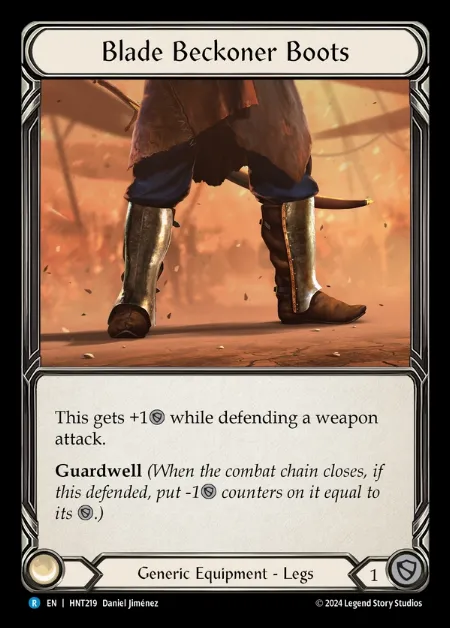 Blade Beckoner Boots
This gets +1 while defending a weapon
attack.
Guardwell (When the combat chain closes, if
this defended, put -1 counters on it equal to
its .)
Generic Equipment - Legs 1
R EN | HNT219 Daniel Jiménez © 2024 Legend Story Studios